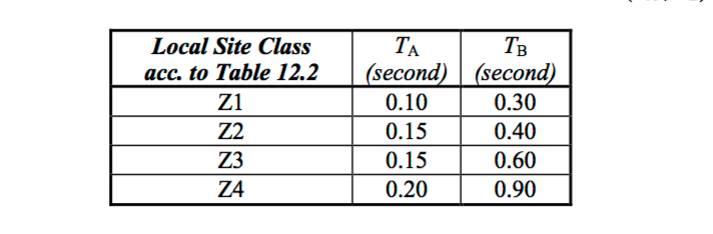 Local Site Class TA TB
acc. to Table 12.2 (second) (second)
Z1 0.10 0.30
Z2 0.15 0.40
Z3 0.15 0.60
Z4 0.20 0.90